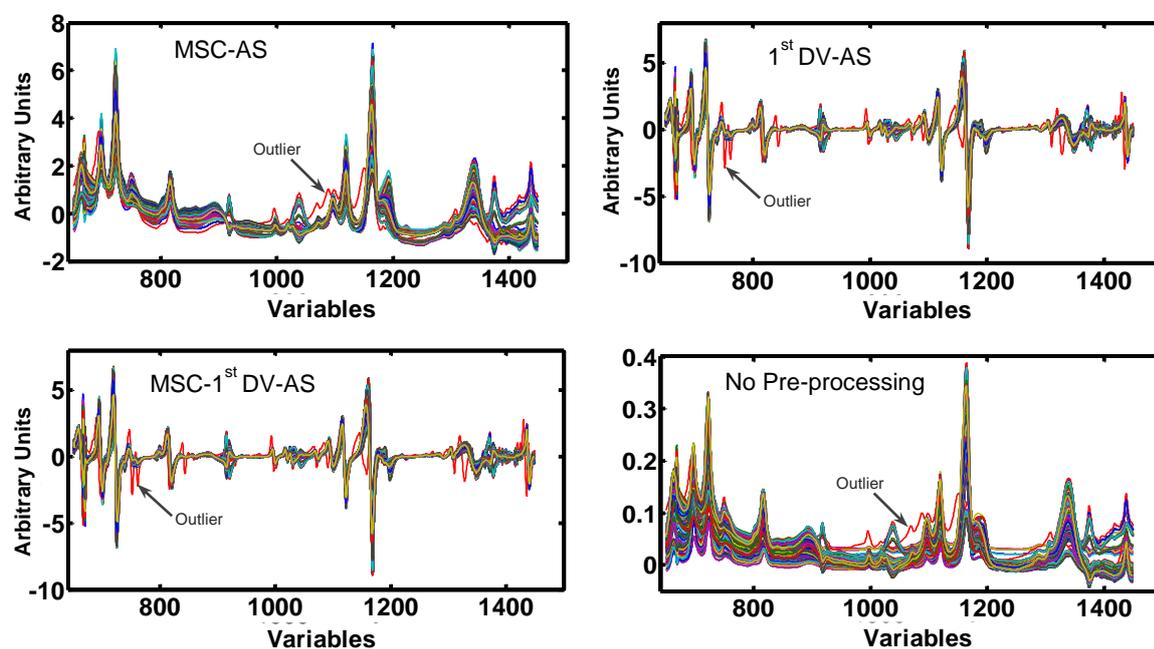 MSC-AS
Arbitrary Units
8
6
4
2
0
-2
Outlier
800 1000 1200 1400
Variables
1st DV-AS
Arbitrary Units
5
0
-5
-10
Outlier
800 1000 1200 1400
Variables
MSC-1st DV-AS
Arbitrary Units
5
0
-5
-10
Outlier
800 1000 1200 1400
Variables
No Pre-processing
0.4
0.3
0.2
0.1
0
Arbitrary Units
Outlier
800 1000 1200 1400
Variables